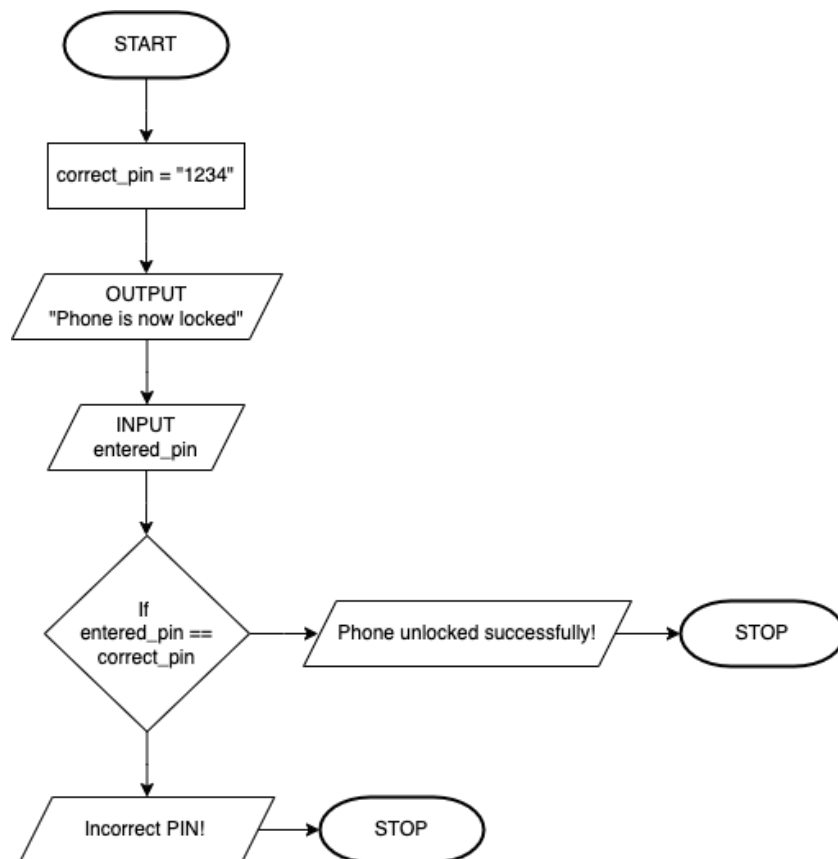 START
correct_pin = "1234"
OUTPUT
"Phone is now locked"
INPUT
entered_pin
If
entered_pin ==
correct_pin
Phone unlocked successfully!
STOP
Incorrect PIN!
STOP